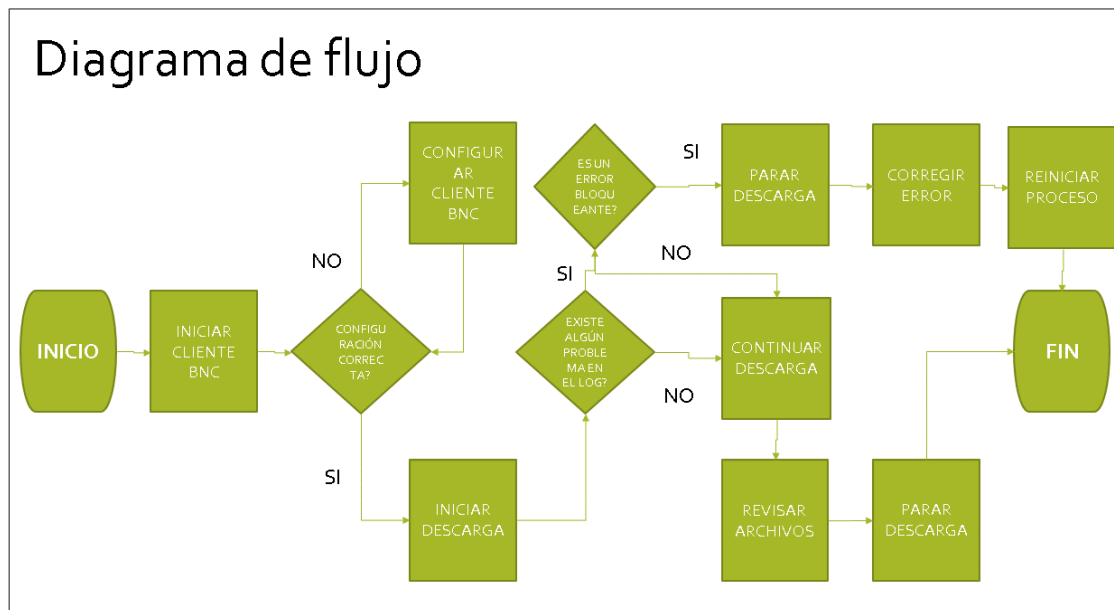 Diagrama de flujo
INICIO
INICIAR
CLIENTE
BNC
CONFIGU
RACIÓN
CORREC
TA?
NO
CONFIGUR
AR
CLIENTE
BNC
SI
INICIAR
DESCARGA
EXISTE
ALGÚN
PROBLE
MA EN
EL LOG?
SI
ES UN
ERROR
BLOQU
EANTE?
SI
PARAR
DESCARGA
CORREGIR
ERROR
REINICIAR
PROCESO
NO
NO
CONTINUAR
DESCARGA
REVISAR
ARCHIVOS
PARAR
DESCARGA
FIN